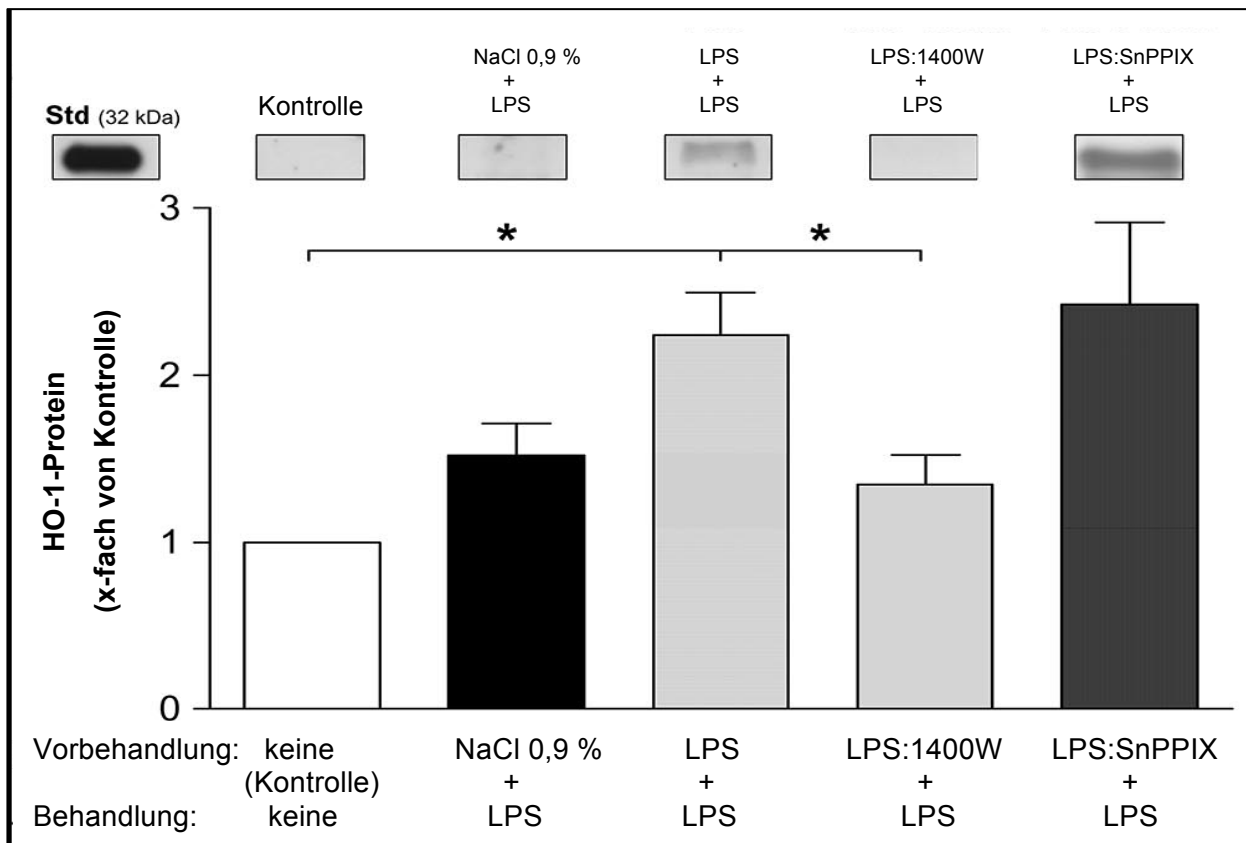 NaCl 0,9 %
+
LPS
LPS
+
LPS
LPS:1400W
+
LPS
LPS:SnPPIX
+
LPS
Std (32 kDa)
Kontrolle
3
2
1
0
* *
HO-1-Protein
(x-fach von Kontrolle)
Vorbehandlung: keine NaCl 0,9 % LPS LPS:1400W LPS:SnPPIX
(Kontrolle) + + + +
Behandlung: keine LPS LPS LPS LPS